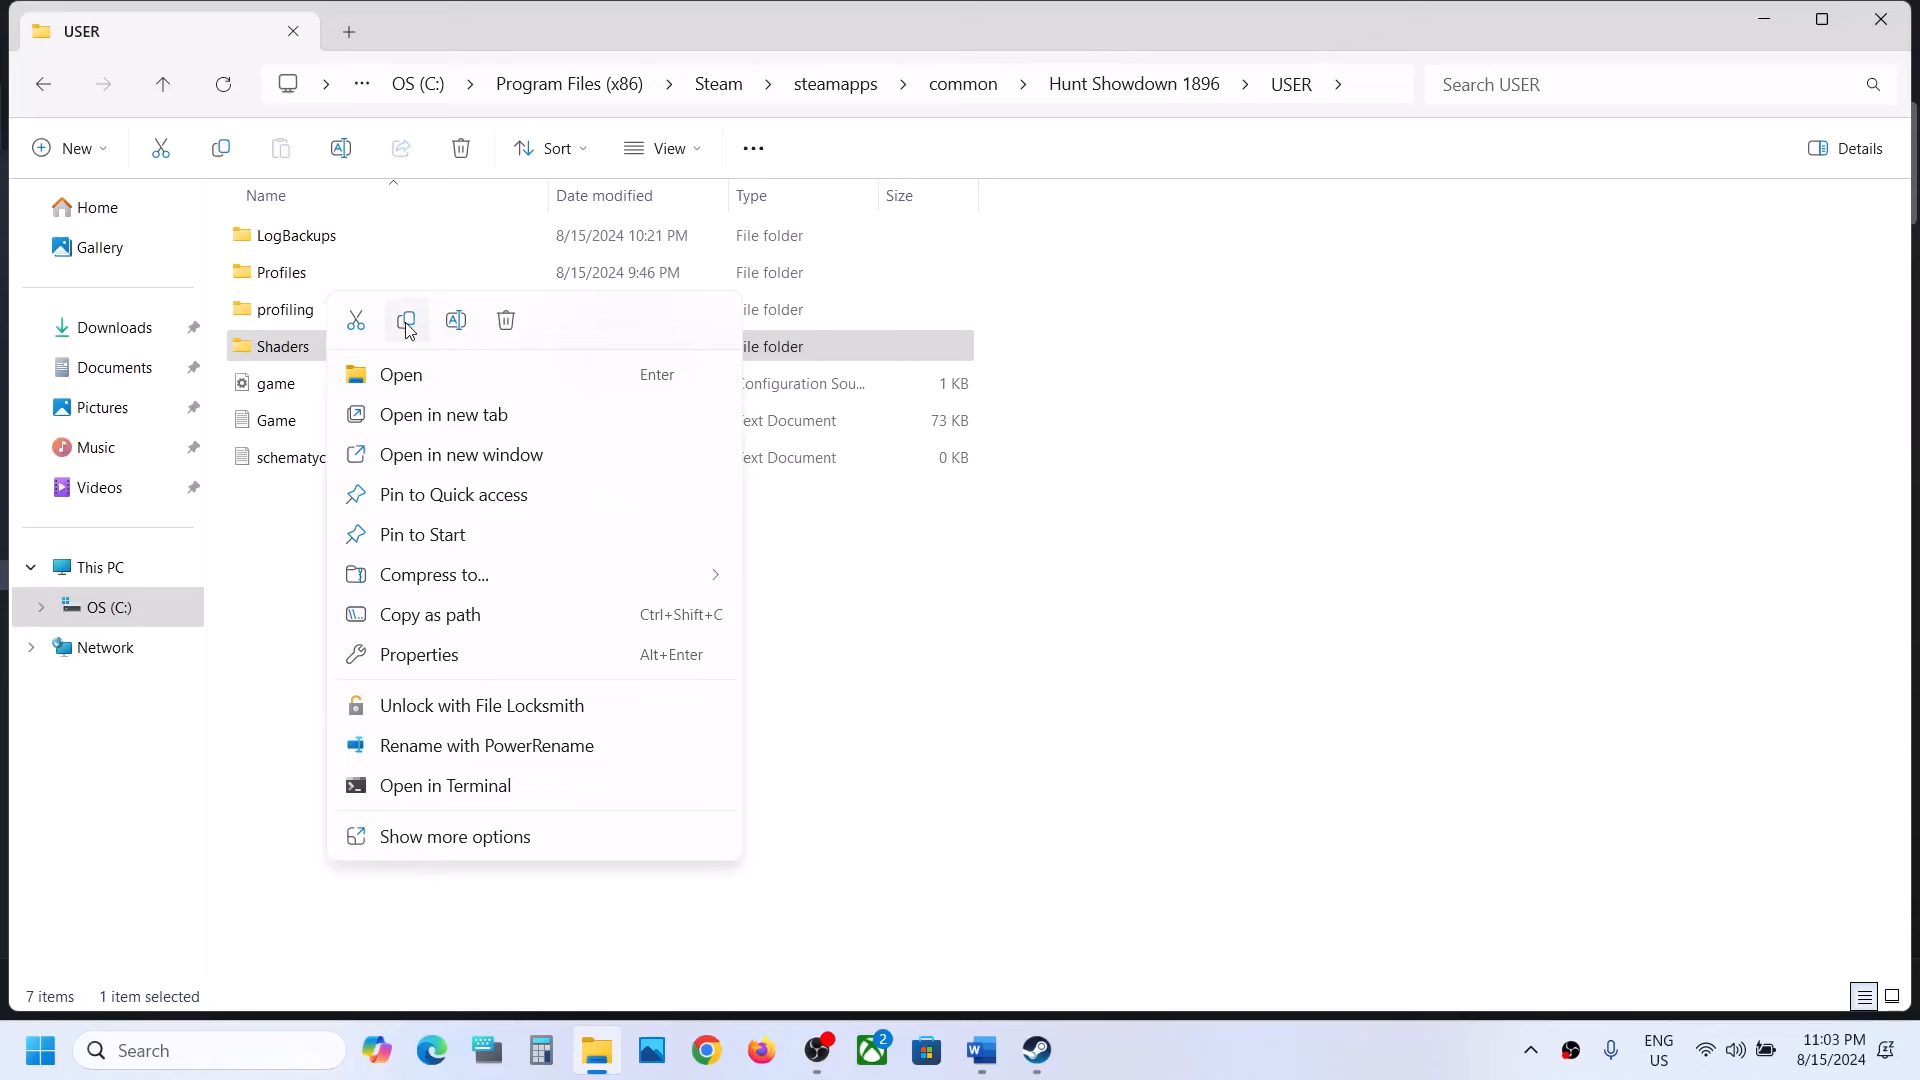 USER
OS (C:) Program Files (x86) Steam steamapps common Hunt Showdown 1896 USER
Search USER
New Sort View ... Details
Name Date modified Type Size
Home
Gallery
Downloads
Documents
Pictures
Music
Videos
This PC
OS (C:)
Network
LogBackups 8/15/2024 10:21 PM File folder
Profiles 8/15/2024 9:46 PM File folder
profiling ile folder
Shaders ile folder
game onfiguration Sou... 1 KB
Game ext Document 73 KB
schematyc ext Document 0 KB
Open Enter
Open in new tab
Open in new window
Pin to Quick access
Pin to Start
Compress to...
Copy as path Ctrl+Shift+C
Properties Alt+Enter
Unlock with File Locksmith
Rename with PowerRename
Open in Terminal
Show more options
7 items 1 item selected
Search
2
ENG
US
11:03 PM
8/15/2024